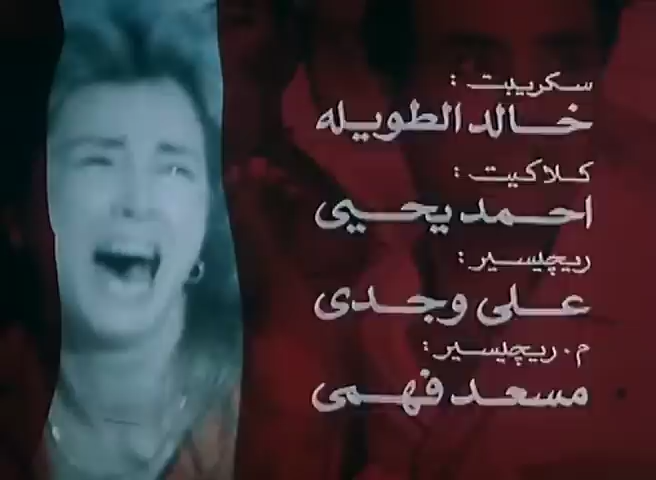 سكريبت :
خالد الطويله
كلاكيت :
احمد يحيى
ريچيسير :
على وجدى
م. ريچيسير :
مسعد فهمى